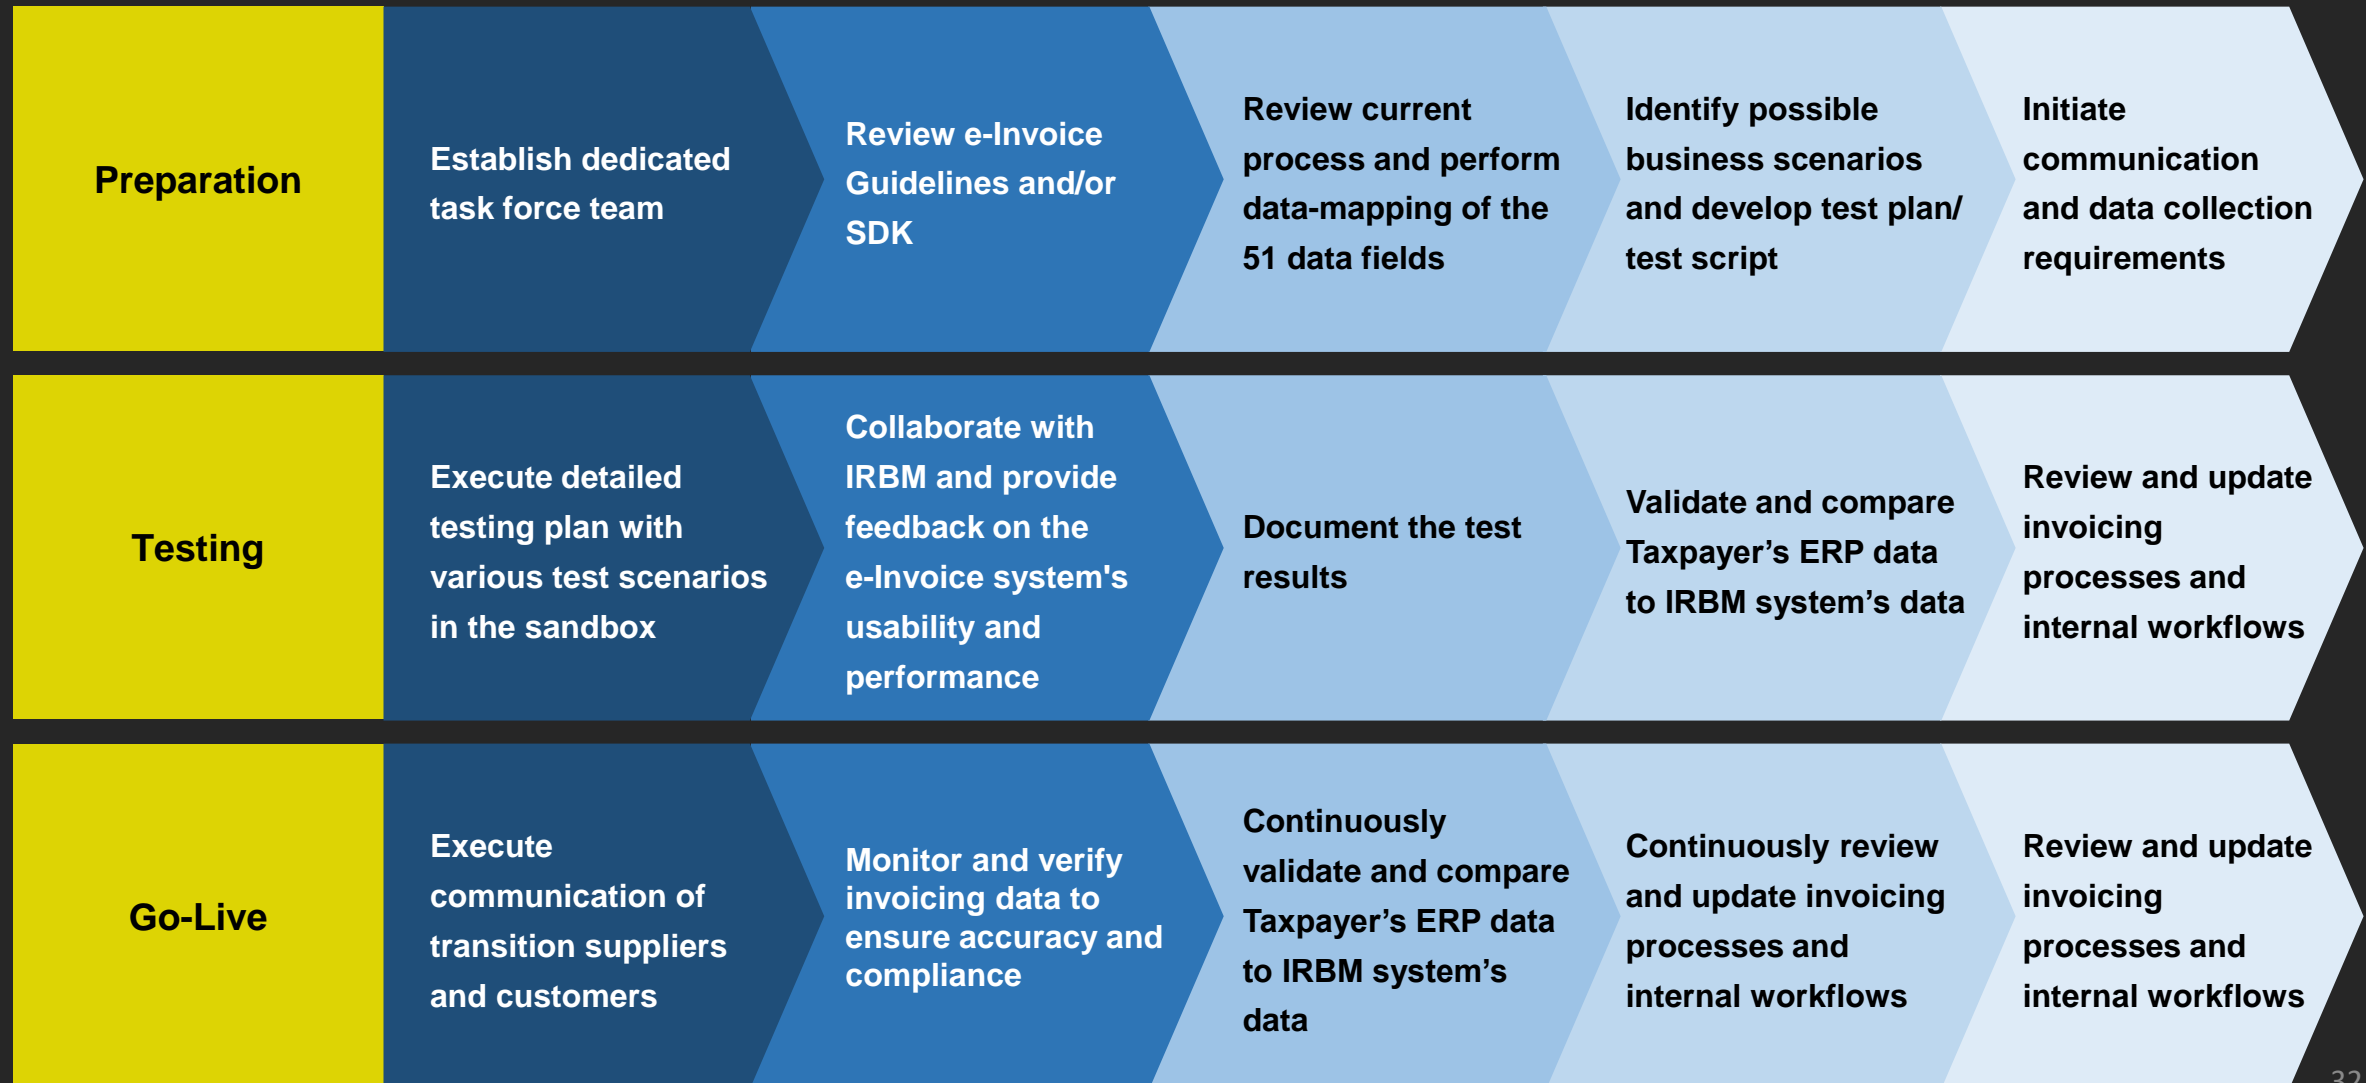 Preparation
Establish dedicated
task force team
Review e-Invoice
Guidelines and/or
SDK
Review current
process and perform
data-mapping of the
51 data fields
Identify possible
business scenarios
and develop test plan/
test script
Initiate
communication
and data collection
requirements
Testing
Execute detailed
testing plan with
various test scenarios
in the sandbox
Collaborate with
IRBM and provide
feedback on the
e-Invoice system's
usability and
performance
Document the test
results
Validate and compare
Taxpayer’s ERP data
to IRBM system’s data
Review and update
invoicing
processes and
internal workflows
Go-Live
Execute
communication of
transition suppliers
and customers
Monitor and verify
invoicing data to
ensure accuracy and
compliance
Continuously
validate and compare
Taxpayer’s ERP data
to IRBM system’s
data
Continuously review
and update invoicing
processes and
internal workflows
Review and update
invoicing
processes and
internal workflows
32